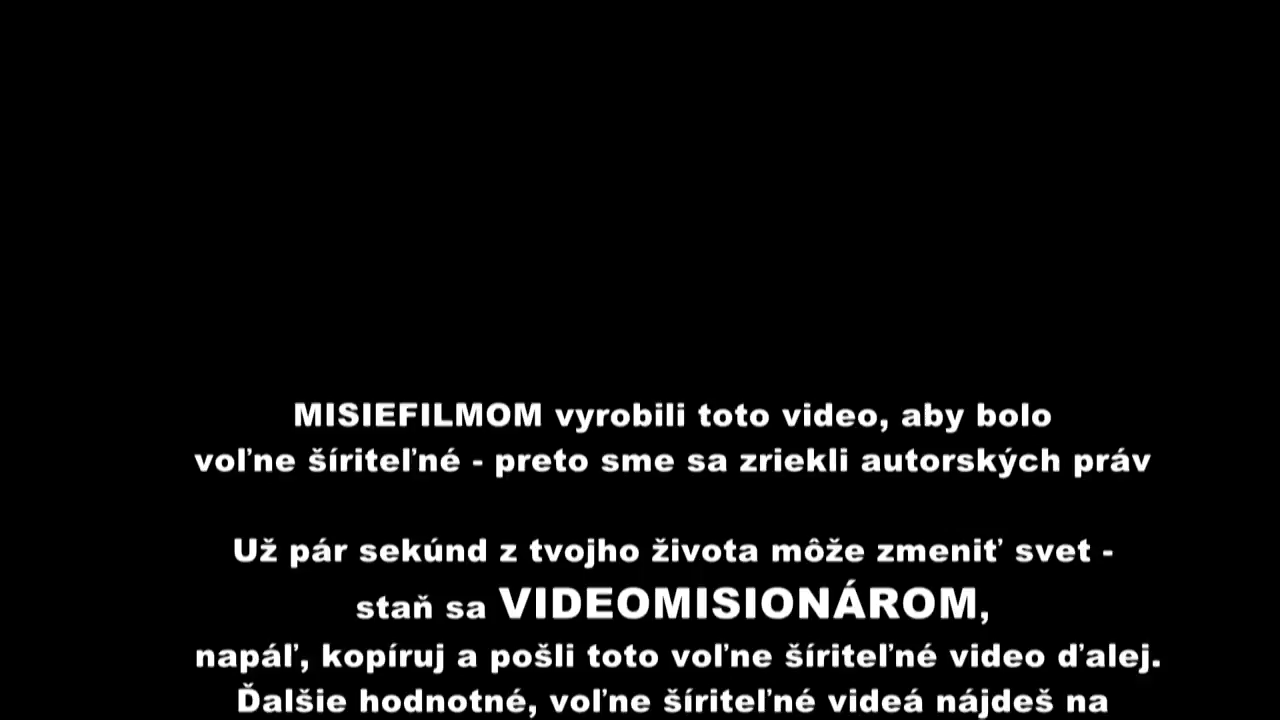 MISIEFILMOM vyrobili toto video, aby bolo
voľne šíriteľné - preto sme sa zriekli autorských práv
Už pár sekúnd z tvojho života môže zmeniť svet -
staň sa VIDEOMISIONÁROM,
napáľ, kopíruj a pošli toto voľne šíriteľné video ďalej.
Ďalšie hodnotné, voľne šíriteľné videá nájdeš na